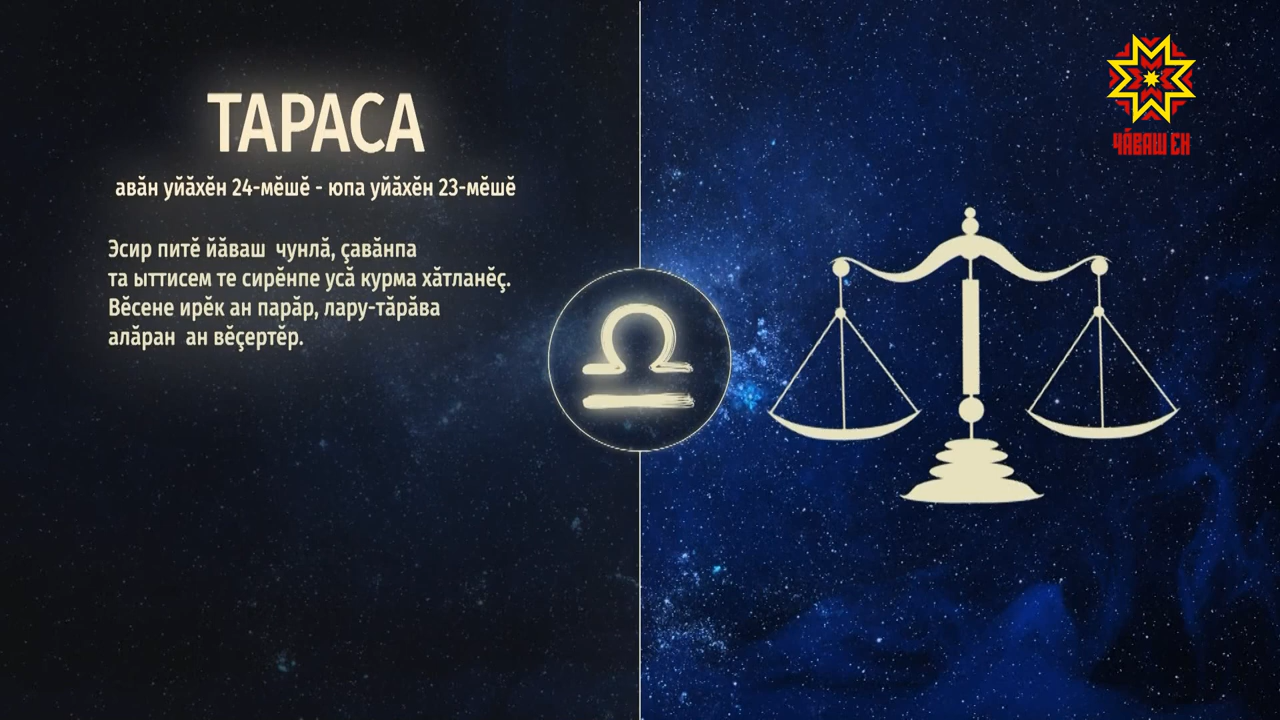 ТАРАСА
авӑн уйӑхӗн 24-мӗшӗ - юпа уйӑхӗн 23-мӗшӗ
Эсир питӗ йӑваш чунлӑ, ҫавӑнпа
та ыттисем те сирӗнпе усӑ курма хӑтланӗҫ.
Вӗсене ирӗк ан парӑр, лару-тӑрӑва
алӑран ан вӗҫертӗр.
ЧӐВАШ ЕН